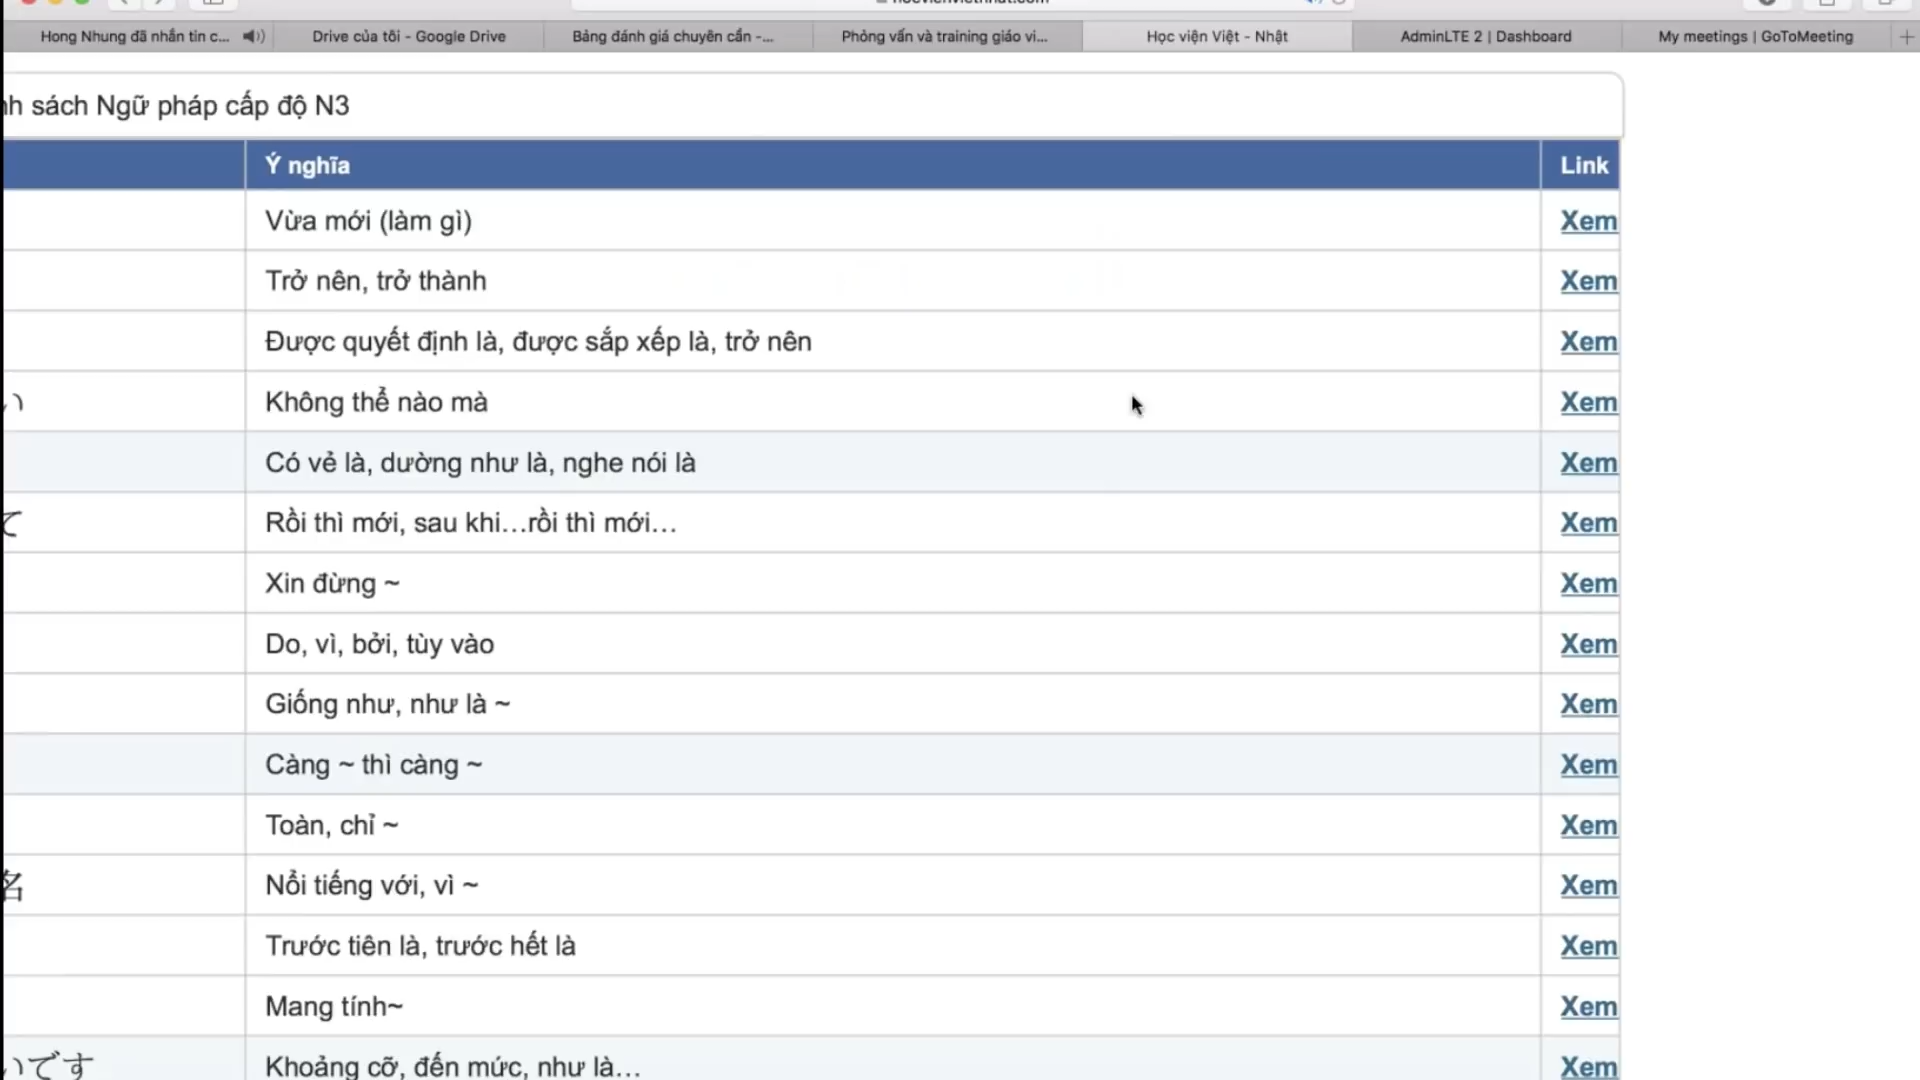 Hong Nhung đã nhắn tin c...
Drive của tôi - Google Drive
Bảng đánh giá chuyên cần -...
Phỏng vấn và training giáo vi...
Học viện Việt - Nhật
AdminLTE 2 | Dashboard
My meetings | GoToMeeting
nh sách Ngữ pháp cấp độ N3
Ý nghĩa Link
Vừa mới (làm gì) Xem
Trở nên, trở thành Xem
Được quyết định là, được sắp xếp là, trở nên Xem
い Không thể nào mà Xem
Có vẻ là, dường như là, nghe nói là Xem
て Rồi thì mới, sau khi...rồi thì mới... Xem
Xin đừng ~ Xem
Do, vì, bởi, tùy vào Xem
Giống như, như là ~ Xem
Càng ~ thì càng ~ Xem
Toàn, chỉ ~ Xem
名 Nổi tiếng với, vì ~ Xem
Trước tiên là, trước hết là Xem
Mang tính~ Xem
いです Khoảng cỡ, đến mức, như là... Xem